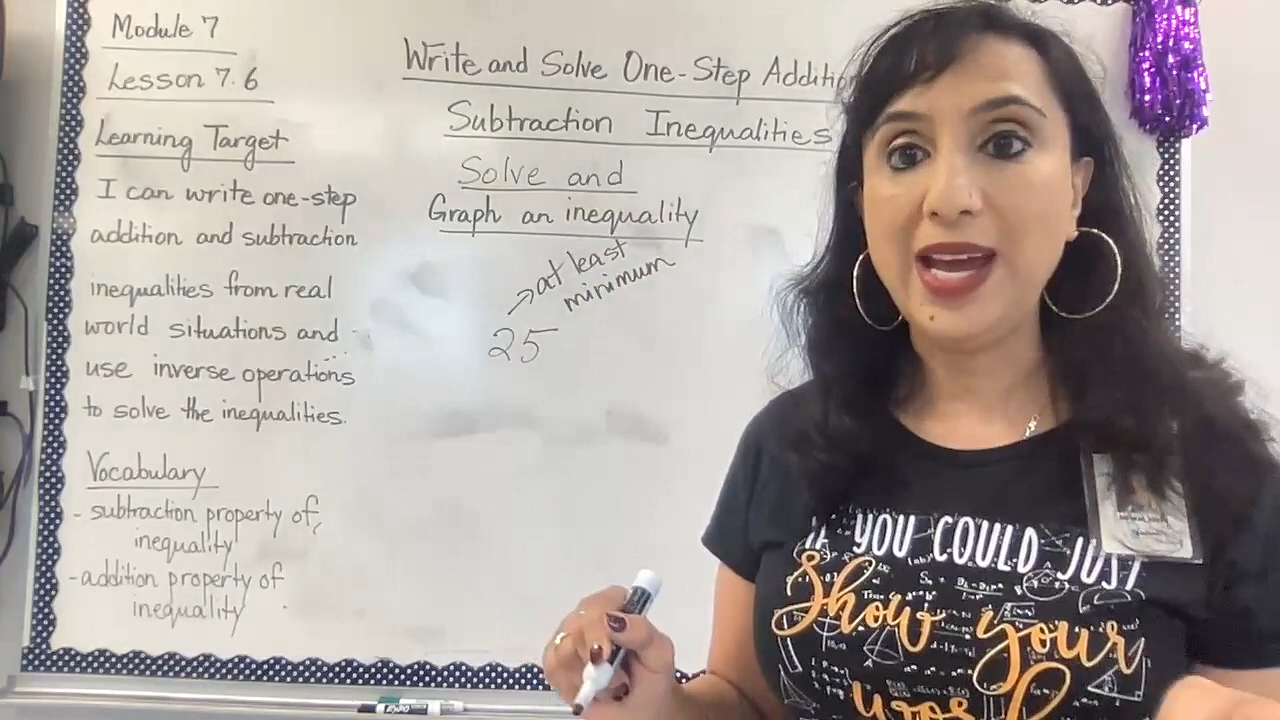 Module 7
Lesson 7.6
Learning Target
I can write one-step
addition and subtraction
inequalities from real
world situations and
use inverse operations
to solve the inequalities.
Vocabulary
- subtraction property of
inequality
- addition property of
inequality
Write and Solve One-Step Addition
Subtraction Inequalities
Solve and
Graph an inequality
at least
minimum
25
YOU COULD JUST
Show your
work
EXPO